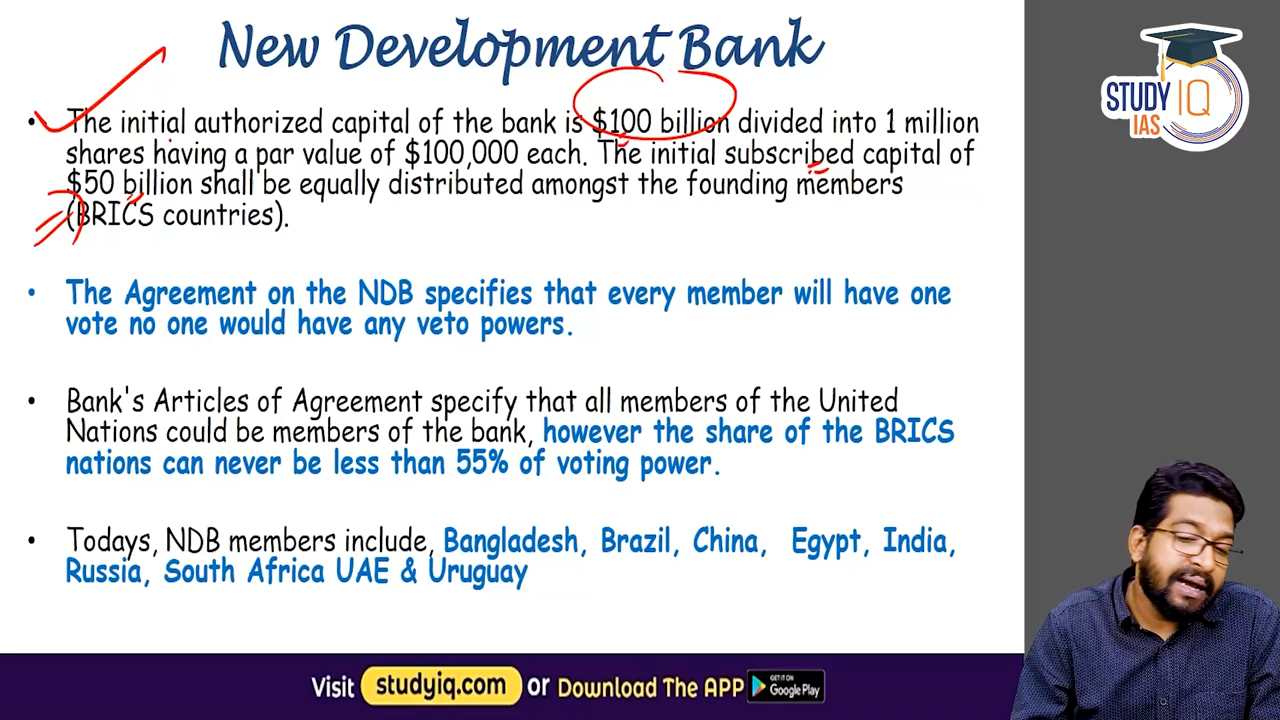 New Development Bank
• The initial authorized capital of the bank is $100 billion divided into 1 million
shares having a par value of $100,000 each. The initial subscribed capital of
$50 billion shall be equally distributed amongst the founding members
(BRICS countries).
• The Agreement on the NDB specifies that every member will have one
vote no one would have any veto powers.
• Bank's Articles of Agreement specify that all members of the United
Nations could be members of the bank, however the share of the BRICS
nations can never be less than 55% of voting power.
• Todays, NDB members include, Bangladesh, Brazil, China, Egypt, India,
Russia, South Africa UAE & Uruguay
STUDY IQ
IAS
Visit studyiq.com or Download The APP GET IT ON Google Play